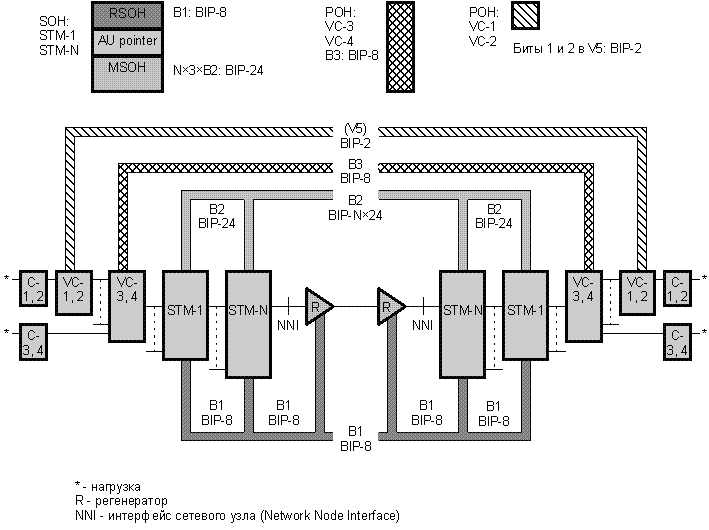 SOH:
STM-1
STM-N
RSOH
AU pointer
MSOH
B1: BIP-8
N×3×B2: BIP-24
POH:
VC-3
VC-4
B3: BIP-8
POH:
VC-1
VC-2
Биты 1 и 2 в V5: BIP-2
(V5)
BIP-2
B3
BIP-8
B2
BIP-24
B2
BIP-N×24
B2
BIP-24
*
C-
1, 2
VC-
1, 2
VC-
3, 4
STM-1
STM-N
NNI
R
R
NNI
STM-N
STM-1
VC-
3, 4
VC-
1, 2
C-
1, 2
*
*
C-
3, 4
C-
3, 4
*
B1
BIP-8
B1
BIP-8
B1
BIP-8
B1
BIP-8
B1
BIP-8
* - нагрузка
R - регенератор
NNI - интерфейс сетевого узла (Network Node Interface)